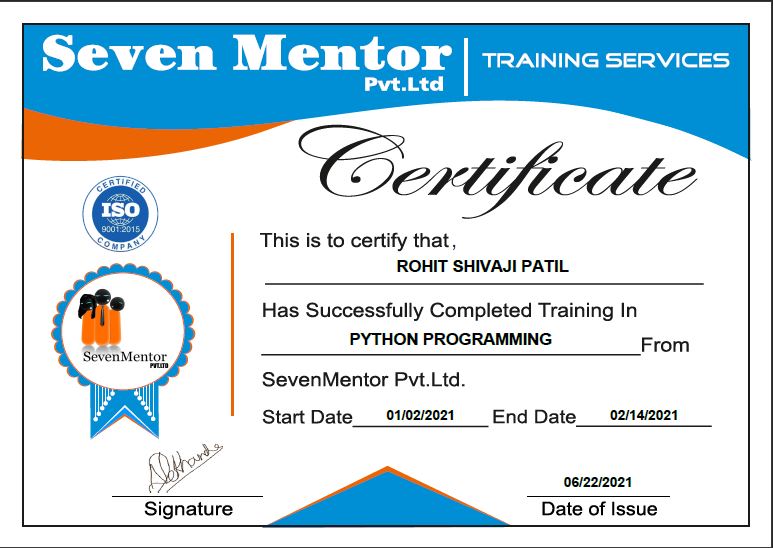 Seven Mentor
Pvt.Ltd
TRAINING SERVICES
Certificate
CERTIFIED
ISO
9001:2015
COMPANY
This is to certify that,
ROHIT SHIVAJI PATIL
Has Successfully Completed Training In
PYTHON PROGRAMMING From
SevenMentor
PVT.LTD
SevenMentor Pvt.Ltd.
Start Date 01/02/2021 End Date 02/14/2021
06/22/2021
Signature
Date of Issue